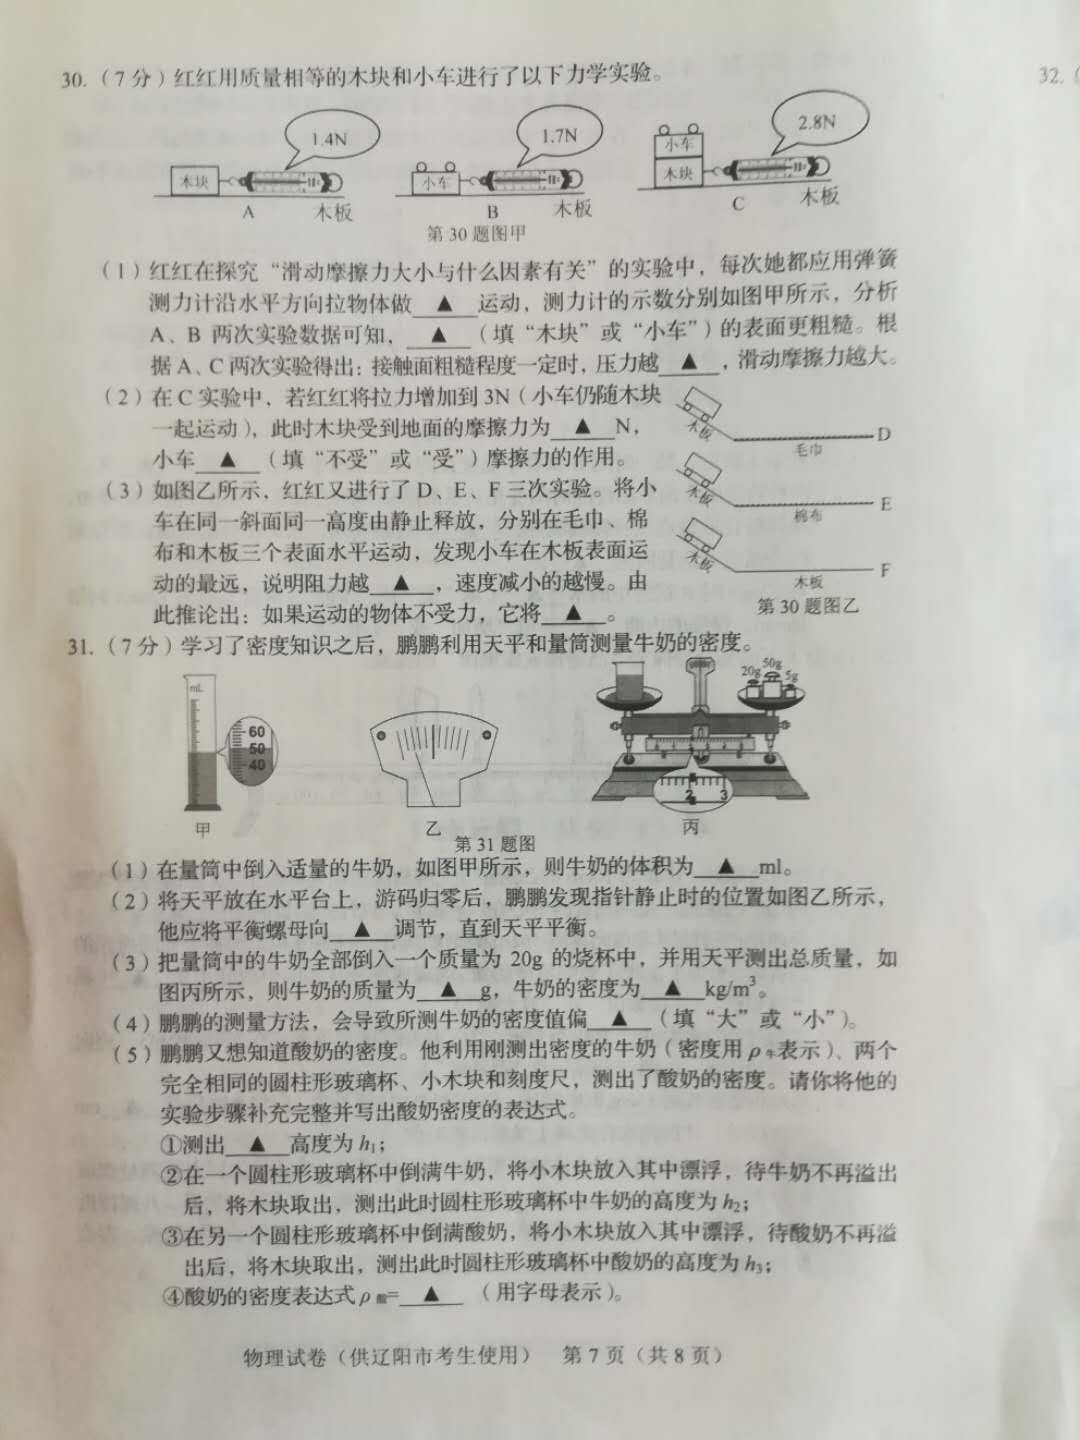 32.
30.（7分）红红用质量相等的木块和小车进行了以下力学实验。
1.4N
1.7N
2.8N
木块
小车
小车
木块
A
木板
B
木板
C
木板
第30题图甲
（1）红红在探究“滑动摩擦力大小与什么因素有关”的实验中，每次她都应用弹簧
测力计沿水平方向拉物体做 ▲ 运动，测力计的示数分别如图甲所示，分析
A、B 两次实验数据可知， ▲ （填“木块”或“小车”）的表面更粗糙。根
据A、C两次实验得出：接触面粗糙程度一定时，压力越 ▲ ，滑动摩擦力越大。
（2）在C实验中，若红红将拉力增加到3N（小车仍随木块
一起运动），此时木块受到地面的摩擦力为 ▲ N，
小车 ▲ （填“不受”或“受”）摩擦力的作用。
（3）如图乙所示，红红又进行了D、E、F三次实验。将小
车在同一斜面同一高度由静止释放，分别在毛巾、棉
布和木板三个表面水平运动，发现小车在木板表面运
动的最远，说明阻力越 ▲ ，速度减小的越慢。由
此推论出：如果运动的物体不受力，它将 ▲ 。
木板
毛巾
D
木板
棉布
E
木板
木板
F
第30题图乙
31.（7分）学习了密度知识之后，鹏鹏利用天平和量筒测量牛奶的密度。
mL
60
50
40
甲
乙
20g
50g
5g
2
3
丙
第31题图
（1）在量筒中倒入适量的牛奶，如图甲所示，则牛奶的体积为 ▲ ml。
（2）将天平放在水平台上，游码归零后，鹏鹏发现指针静止时的位置如图乙所示，
他应将平衡螺母向 ▲ 调节，直到天平平衡。
（3）把量筒中的牛奶全部倒入一个质量为 20g 的烧杯中，并用天平测出总质量，如
图丙所示，则牛奶的质量为 ▲ g，牛奶的密度为 ▲ kg/m³。
（4）鹏鹏的测量方法，会导致所测牛奶的密度值偏 ▲ （填“大”或“小”）。
（5）鹏鹏又想知道酸奶的密度。他利用刚测出密度的牛奶（密度用ρ牛表示）、两个
完全相同的圆柱形玻璃杯、小木块和刻度尺，测出了酸奶的密度。请你将他的
实验步骤补充完整并写出酸奶密度的表达式。
①测出 ▲ 高度为h₁；
②在一个圆柱形玻璃杯中倒满牛奶，将小木块放入其中漂浮，待牛奶不再溢出
后，将木块取出，测出此时圆柱形玻璃杯中牛奶的高度为h₂；
③在另一个圆柱形玻璃杯中倒满酸奶，将小木块放入其中漂浮，待酸奶不再溢
出后，将木块取出，测出此时圆柱形玻璃杯中酸奶的高度为h₃；
④酸奶的密度表达式ρ酸= ▲ （用字母表示）。
物理试卷（供辽阳市考生使用） 第7页（共8页）